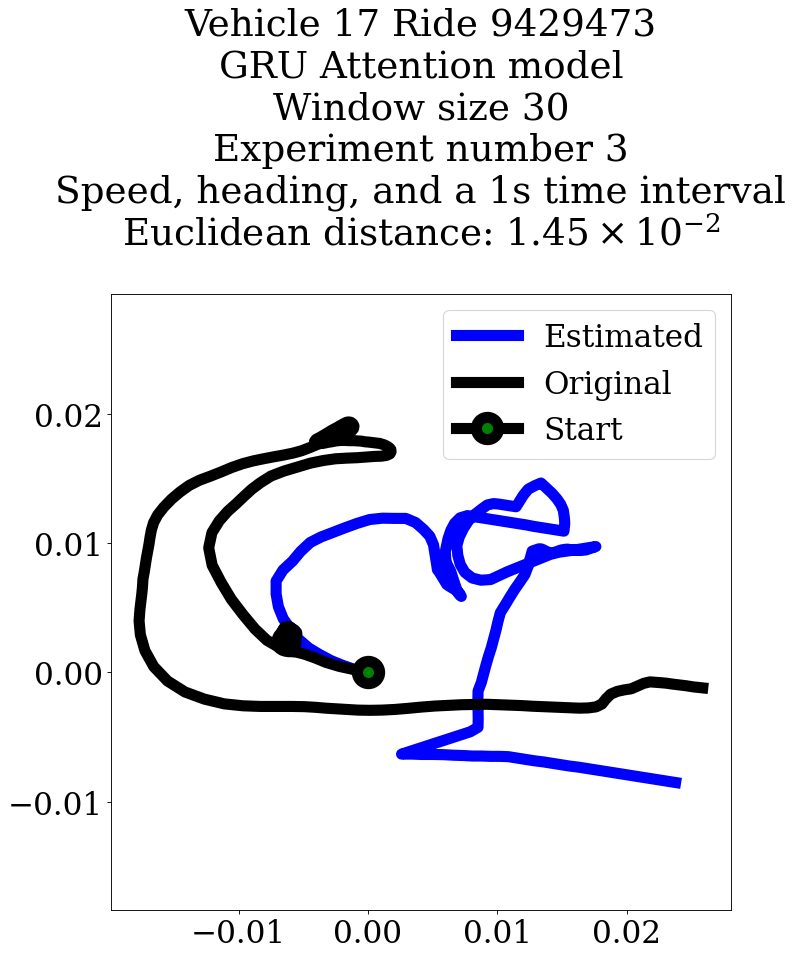 Vehicle 17 Ride 9429473
GRU Attention model
Window size 30
Experiment number 3
Speed, heading, and a 1s time interval
Euclidean distance: 1.45 × 10⁻²
Estimated
Original
Start
0.02
0.01
0.00
−0.01
−0.01 0.00 0.01 0.02